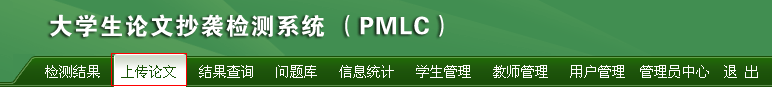 大学生论文抄袭检测系统（PMLC）
检测结果 上传论文 结果查询 问题库 信息统计 学生管理 教师管理 用户管理 管理员中心 退 出